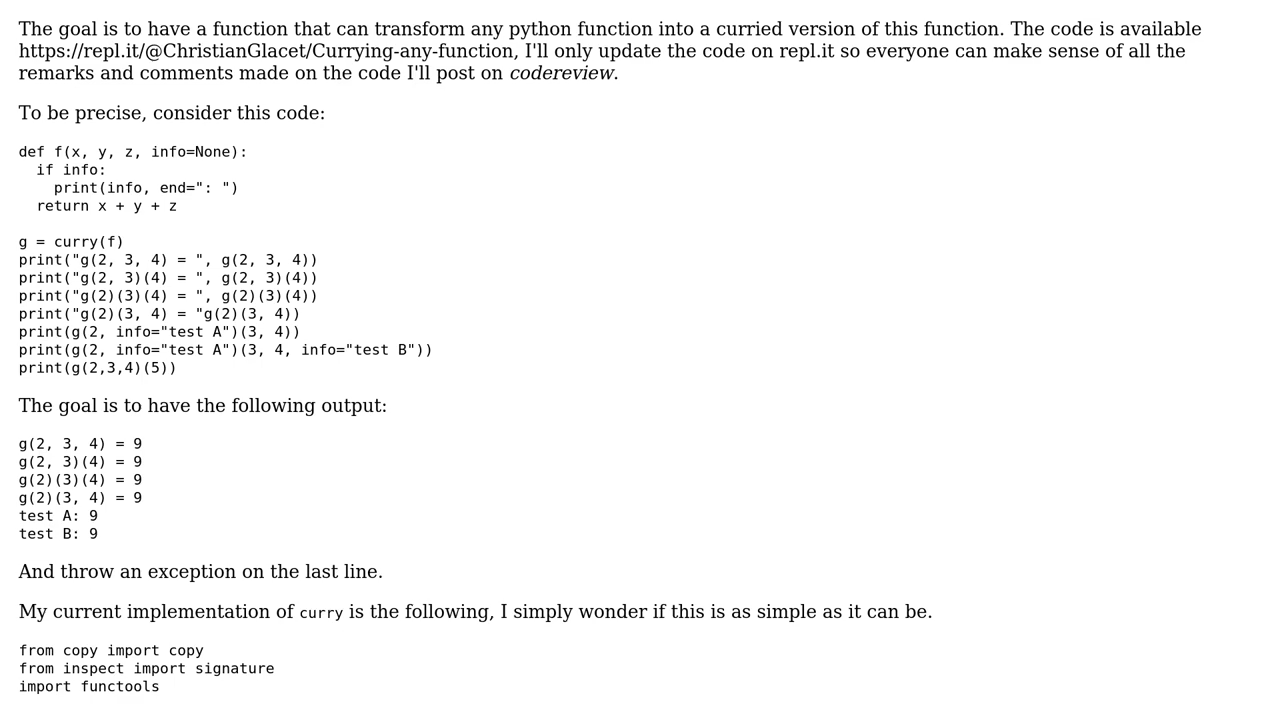 The goal is to have a function that can transform any python function into a curried version of this function. The code is available
https://repl.it/@ChristianGlacet/Currying-any-function, I'll only update the code on repl.it so everyone can make sense of all the
remarks and comments made on the code I'll post on codereview.
To be precise, consider this code:
def f(x, y, z, info=None):
  if info:
    print(info, end=": ")
  return x + y + z
g = curry(f)
print("g(2, 3, 4) = ", g(2, 3, 4))
print("g(2, 3)(4) = ", g(2, 3)(4))
print("g(2)(3)(4) = ", g(2)(3)(4))
print("g(2)(3, 4) = "g(2)(3, 4))
print(g(2, info="test A")(3, 4))
print(g(2, info="test A")(3, 4, info="test B"))
print(g(2,3,4)(5))
The goal is to have the following output:
g(2, 3, 4) = 9
g(2, 3)(4) = 9
g(2)(3)(4) = 9
g(2)(3, 4) = 9
test A: 9
test B: 9
And throw an exception on the last line.
My current implementation of curry is the following, I simply wonder if this is as simple as it can be.
from copy import copy
from inspect import signature
import functools